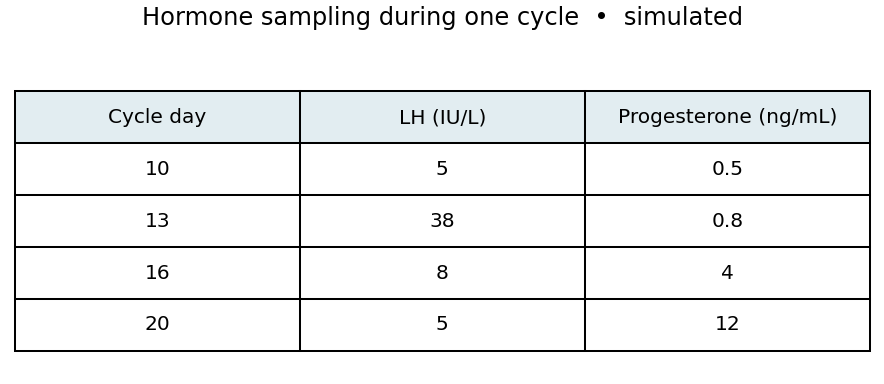 Hormone sampling during one cycle • simulated
Cycle day LH (IU/L) Progesterone (ng/mL)
10 5 0.5
13 38 0.8
16 8 4
20 5 12